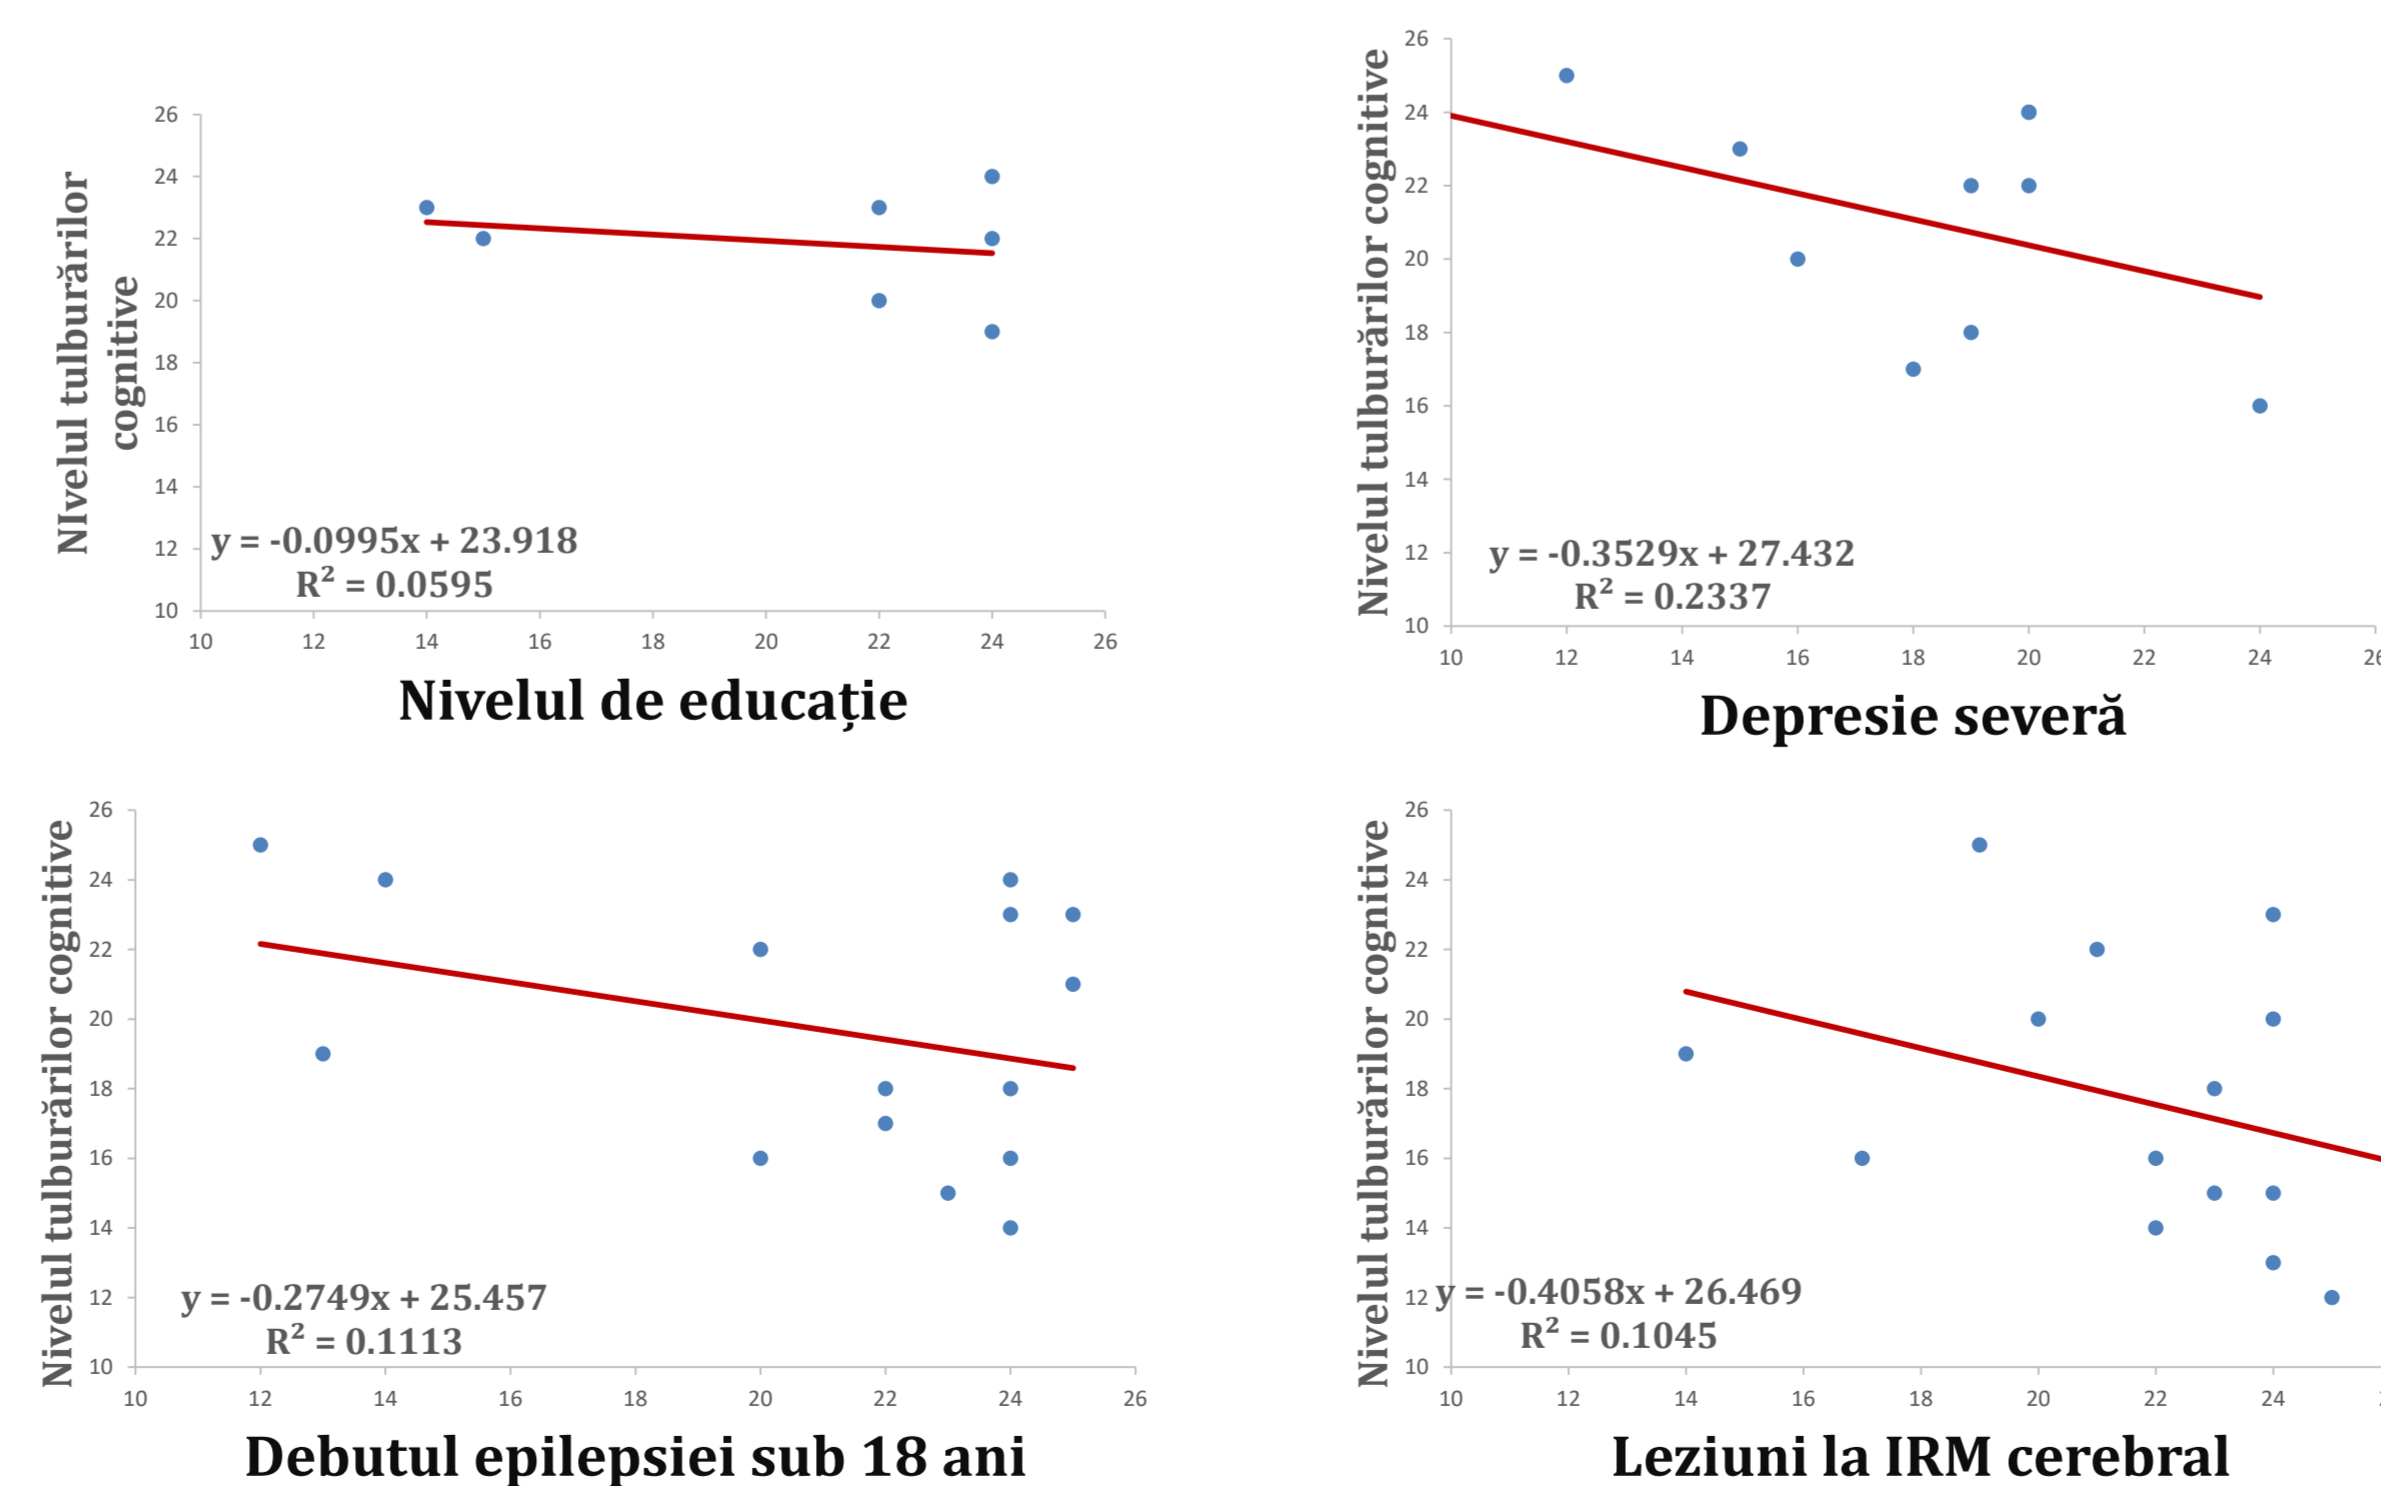 NIvelul tulburărilor
cognitive
26
24
22
20
18
16
14
12
10
y = -0.0995x + 23.918
R² = 0.0595
10 12 14 16 18 20 22 24 26
Nivelul de educație
Nivelul tulburărilor cognitive
26
24
22
20
18
16
14
12
10
y = -0.3529x + 27.432
R² = 0.2337
10 12 14 16 18 20 22 24 26
Depresie severă
Nivelul tulburărilor cognitive
26
24
22
20
18
16
14
12
10
y = -0.2749x + 25.457
R² = 0.1113
10 12 14 16 18 20 22 24 26
Debutul epilepsiei sub 18 ani
Nivelul tulburărilor cognitive
26
24
22
20
18
16
14
12
10
y = -0.4058x + 26.469
R² = 0.1045
10 12 14 16 18 20 22 24
Leziuni la IRM cerebral